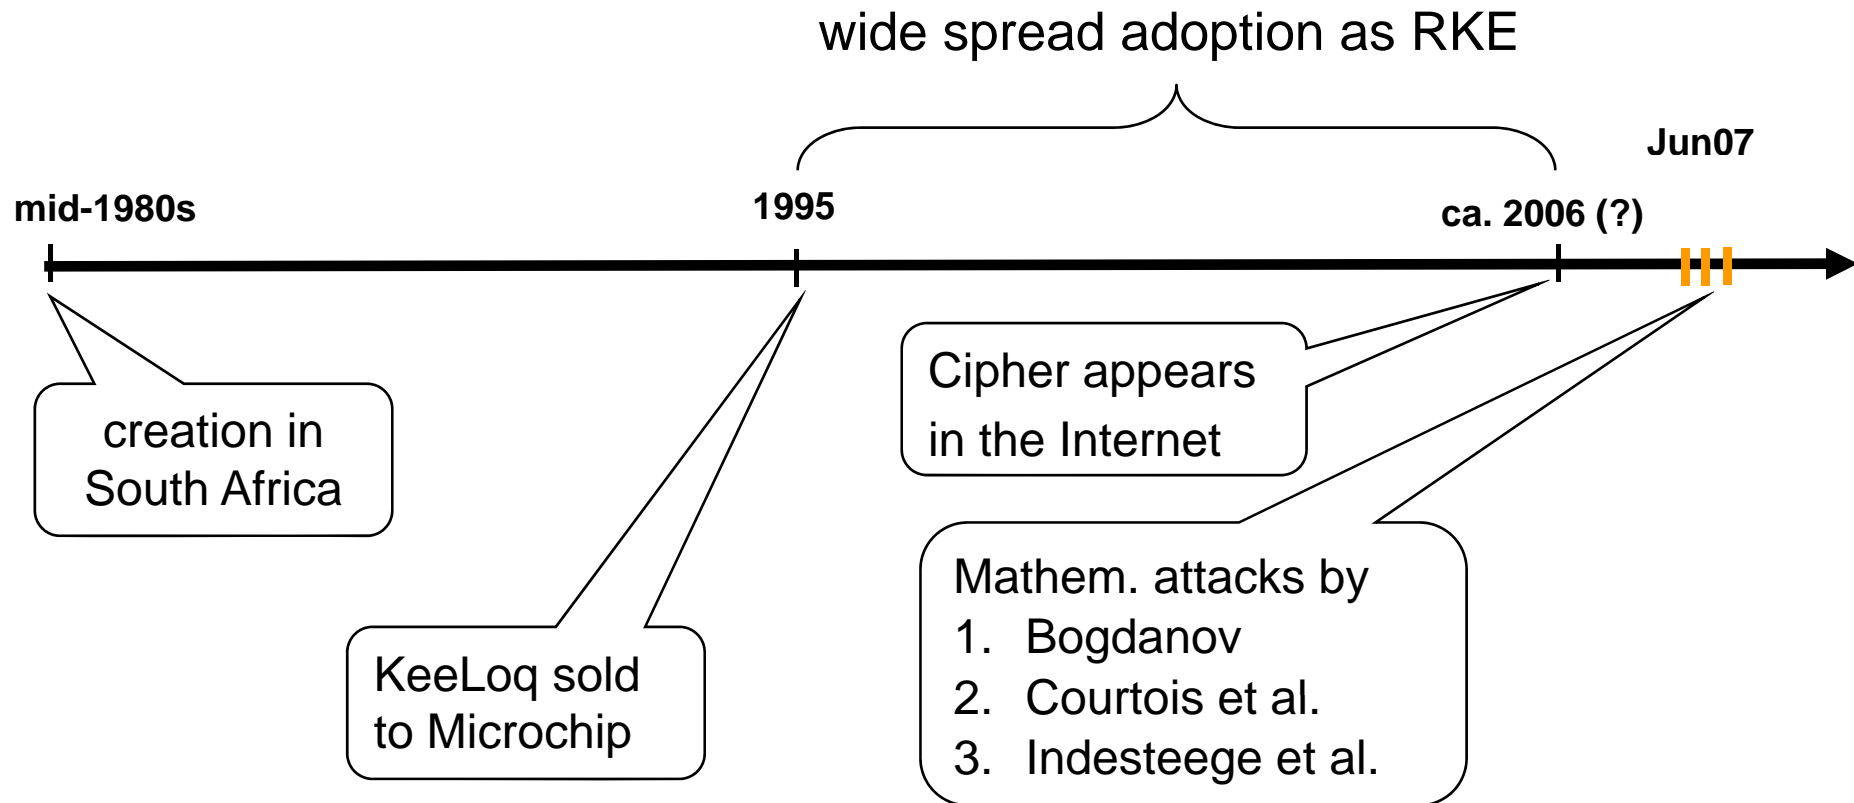 wide spread adoption as RKE
Jun07
mid-1980s
1995
ca. 2006 (?)
creation in
South Africa
KeeLoq sold
to Microchip
Cipher appears
in the Internet
Mathem. attacks by
1. Bogdanov
2. Courtois et al.
3. Indesteege et al.